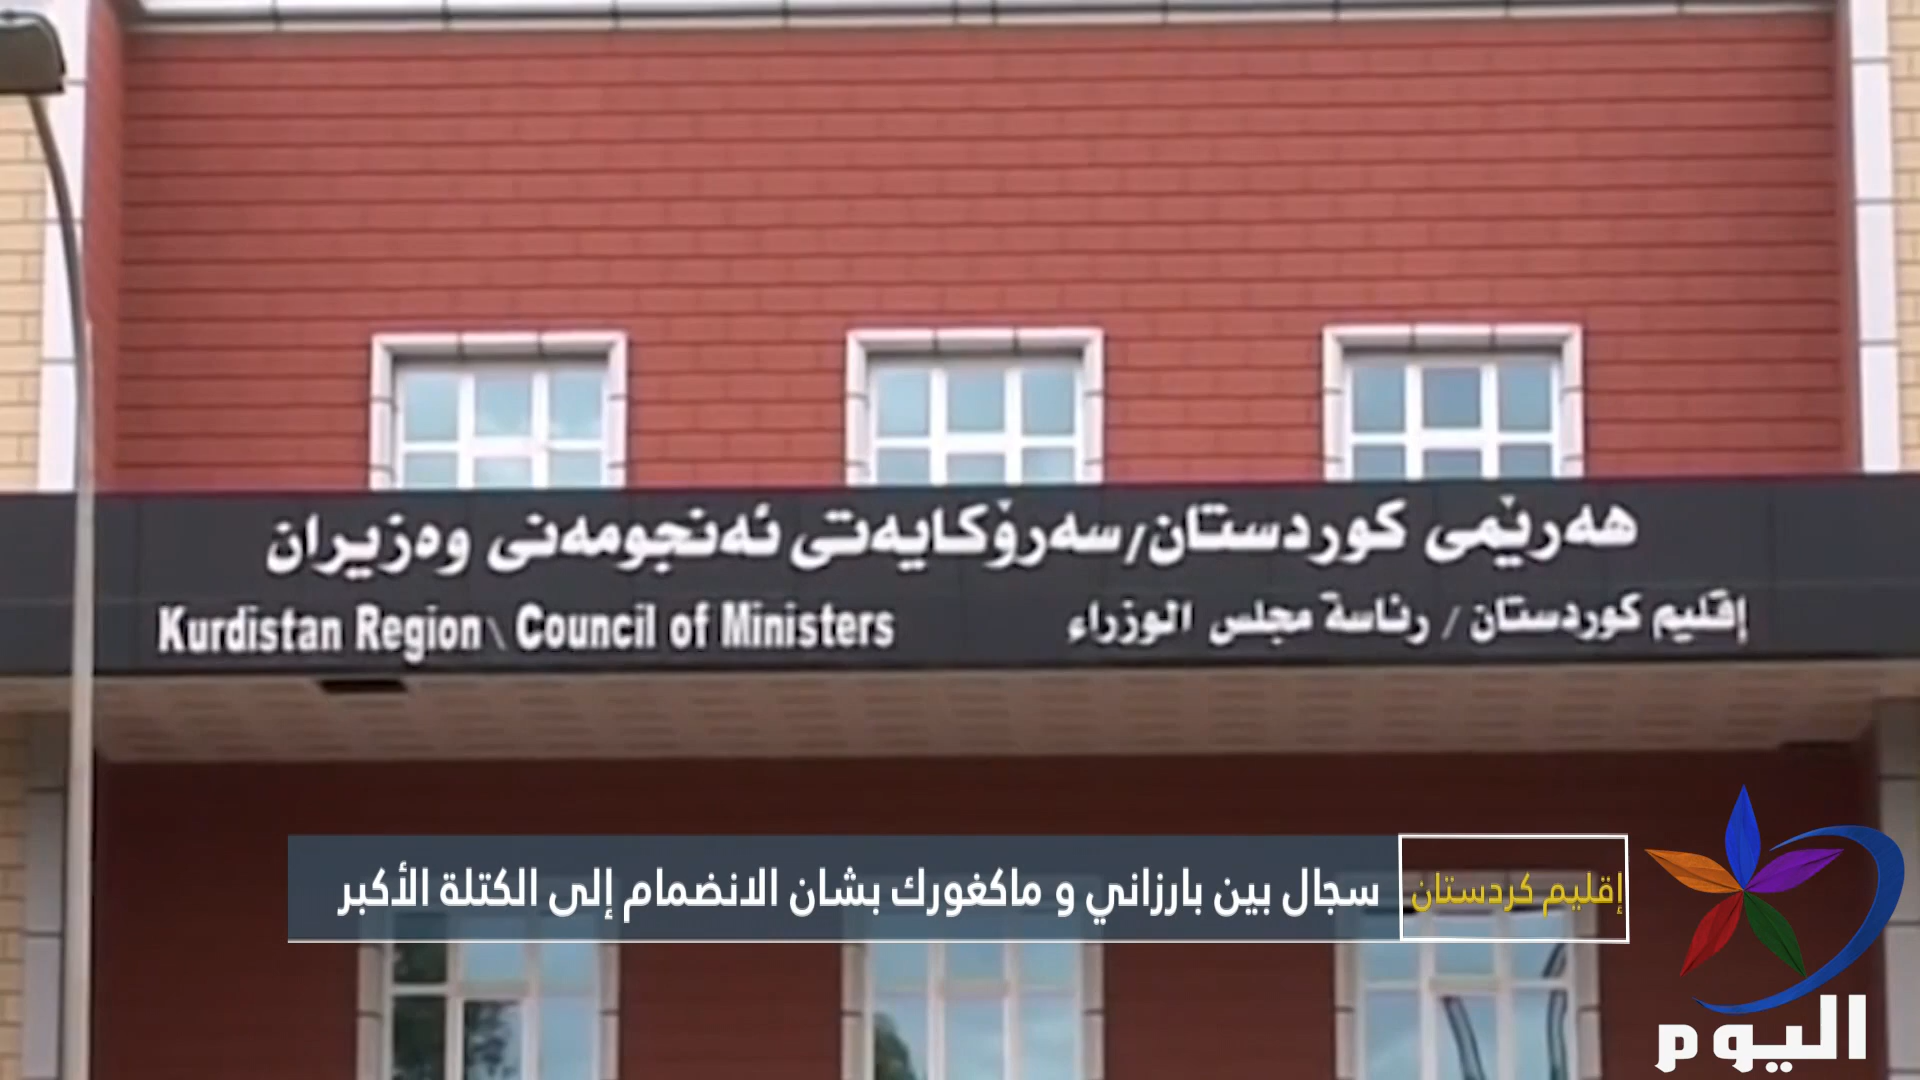 هەرێمی کوردستان/سەرۆکایەتی ئەنجومەنی وەزیران
إقليم كوردستان / رئاسة مجلس الوزراء
Kurdistan Region \ Council of Ministers
إقليم كردستان
سجال بين بارزاني و ماكغورك بشان الانضمام إلى الكتلة الأكبر
اليوم